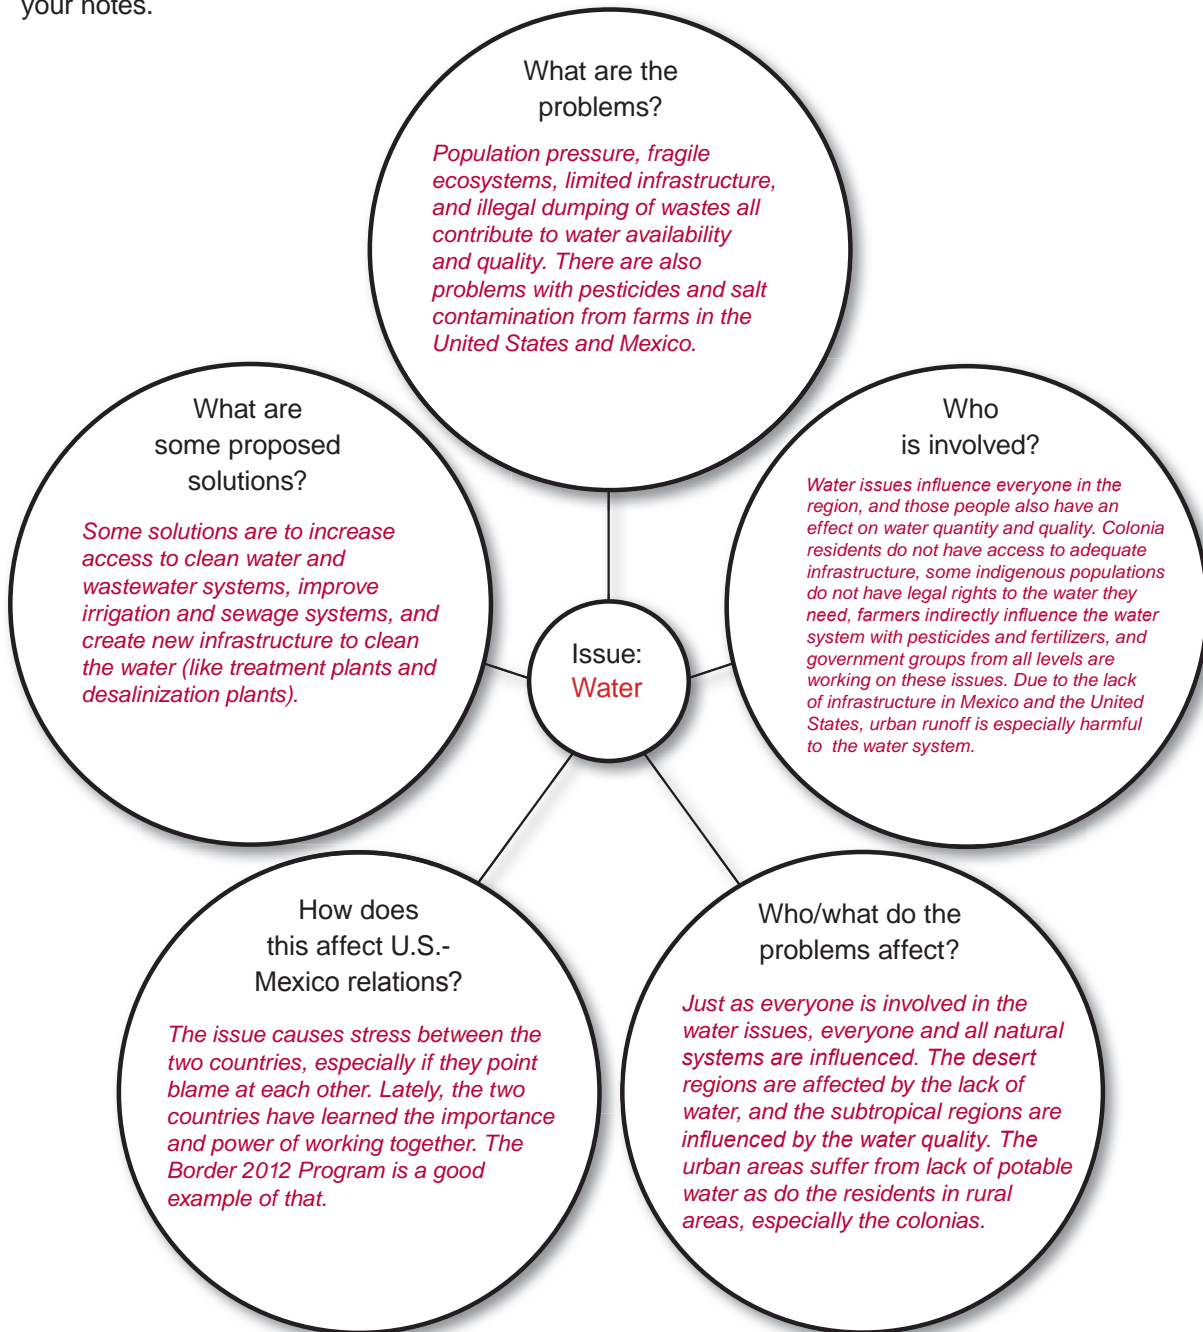 your notes.
What are the
problems?
Population pressure, fragile
ecosystems, limited infrastructure,
and illegal dumping of wastes all
contribute to water availability
and quality. There are also
problems with pesticides and salt
contamination from farms in the
United States and Mexico.
What are
some proposed
solutions?
Some solutions are to increase
access to clean water and
wastewater systems, improve
irrigation and sewage systems, and
create new infrastructure to clean
the water (like treatment plants and
desalinization plants).
Who
is involved?
Water issues influence everyone in the
region, and those people also have an
effect on water quantity and quality. Colonia
residents do not have access to adequate
infrastructure, some indigenous populations
do not have legal rights to the water they
need, farmers indirectly influence the water
system with pesticides and fertilizers, and
government groups from all levels are
working on these issues. Due to the lack
of infrastructure in Mexico and the United
States, urban runoff is especially harmful
to the water system.
Issue:
Water
How does
this affect U.S.-
Mexico relations?
The issue causes stress between the
two countries, especially if they point
blame at each other. Lately, the two
countries have learned the importance
and power of working together. The
Border 2012 Program is a good
example of that.
Who/what do the
problems affect?
Just as everyone is involved in the
water issues, everyone and all natural
systems are influenced. The desert
regions are affected by the lack of
water, and the subtropical regions are
influenced by the water quality. The
urban areas suffer from lack of potable
water as do the residents in rural
areas, especially the colonias.